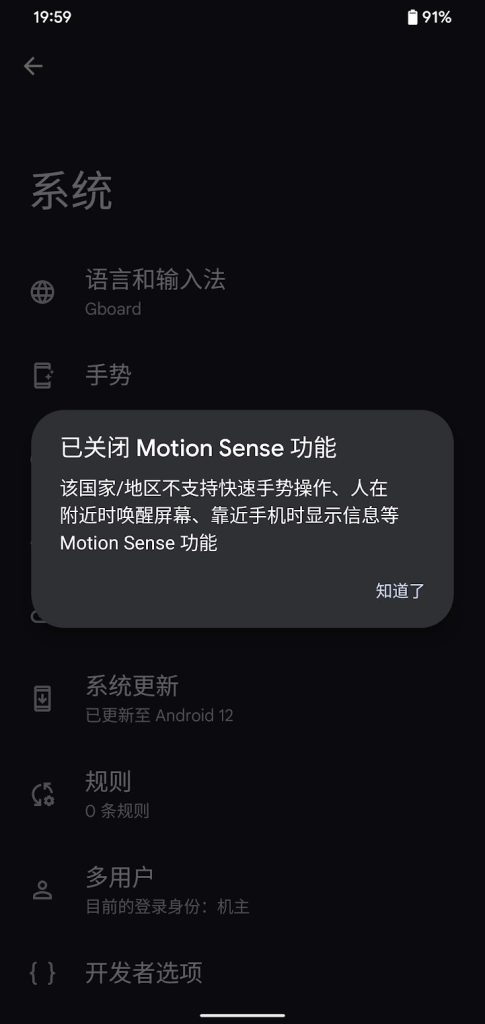 19:59
91%
系统
语言和输入法
Gboard
手势
已关闭 Motion Sense 功能
该国家/地区不支持快速手势操作、人在
附近时唤醒屏幕、靠近手机时显示信息等
Motion Sense 功能
知道了
系统更新
已更新至 Android 12
规则
0 条规则
多用户
目前的登录身份：机主
开发者选项